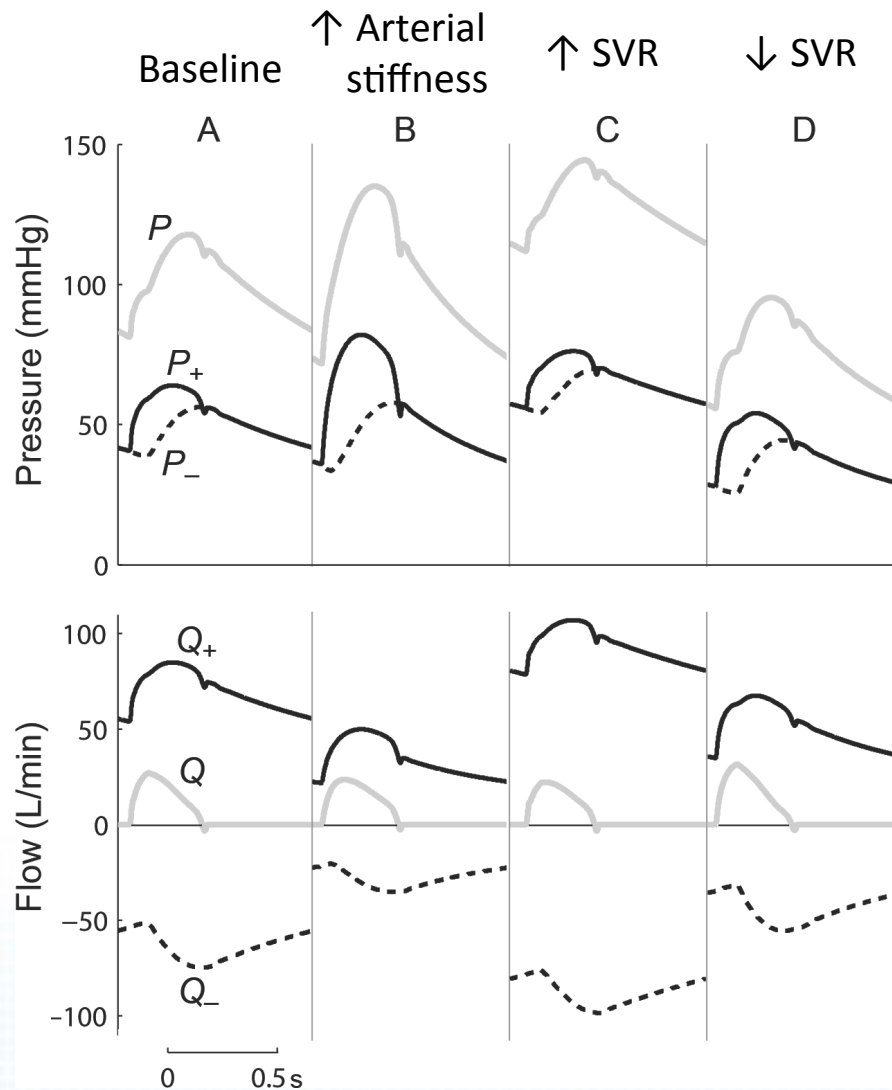 Baseline
↑ Arterial
stiffness
↑ SVR
↓ SVR
A
B
C
D
Pressure (mmHg)
150
100
50
0
P
P+
P−
Flow (L/min)
100
50
0
−50
-100
Q+
Q
Q−
0
0.5 s